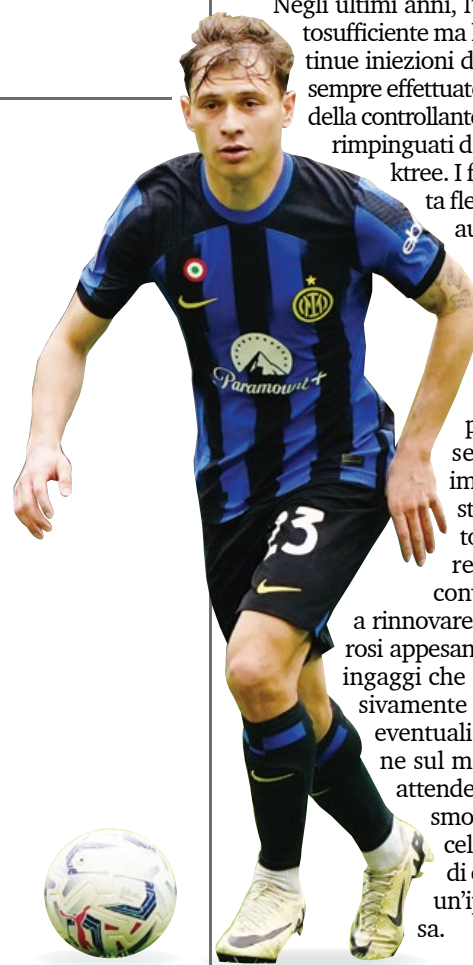 Negli ultimi anni, l'
tosufficiente ma
tinue iniezioni d
sempre effettuate
della controllante
rimpinguati d
ktree. I f
ta fle
au
Paramount+
p
se
im
st
to
re
con
23
a rinnovare
rosi appesan
ingaggi che
sivamente
eventuali
ne sul m
attende
smo
cel
di
un'i
sa.